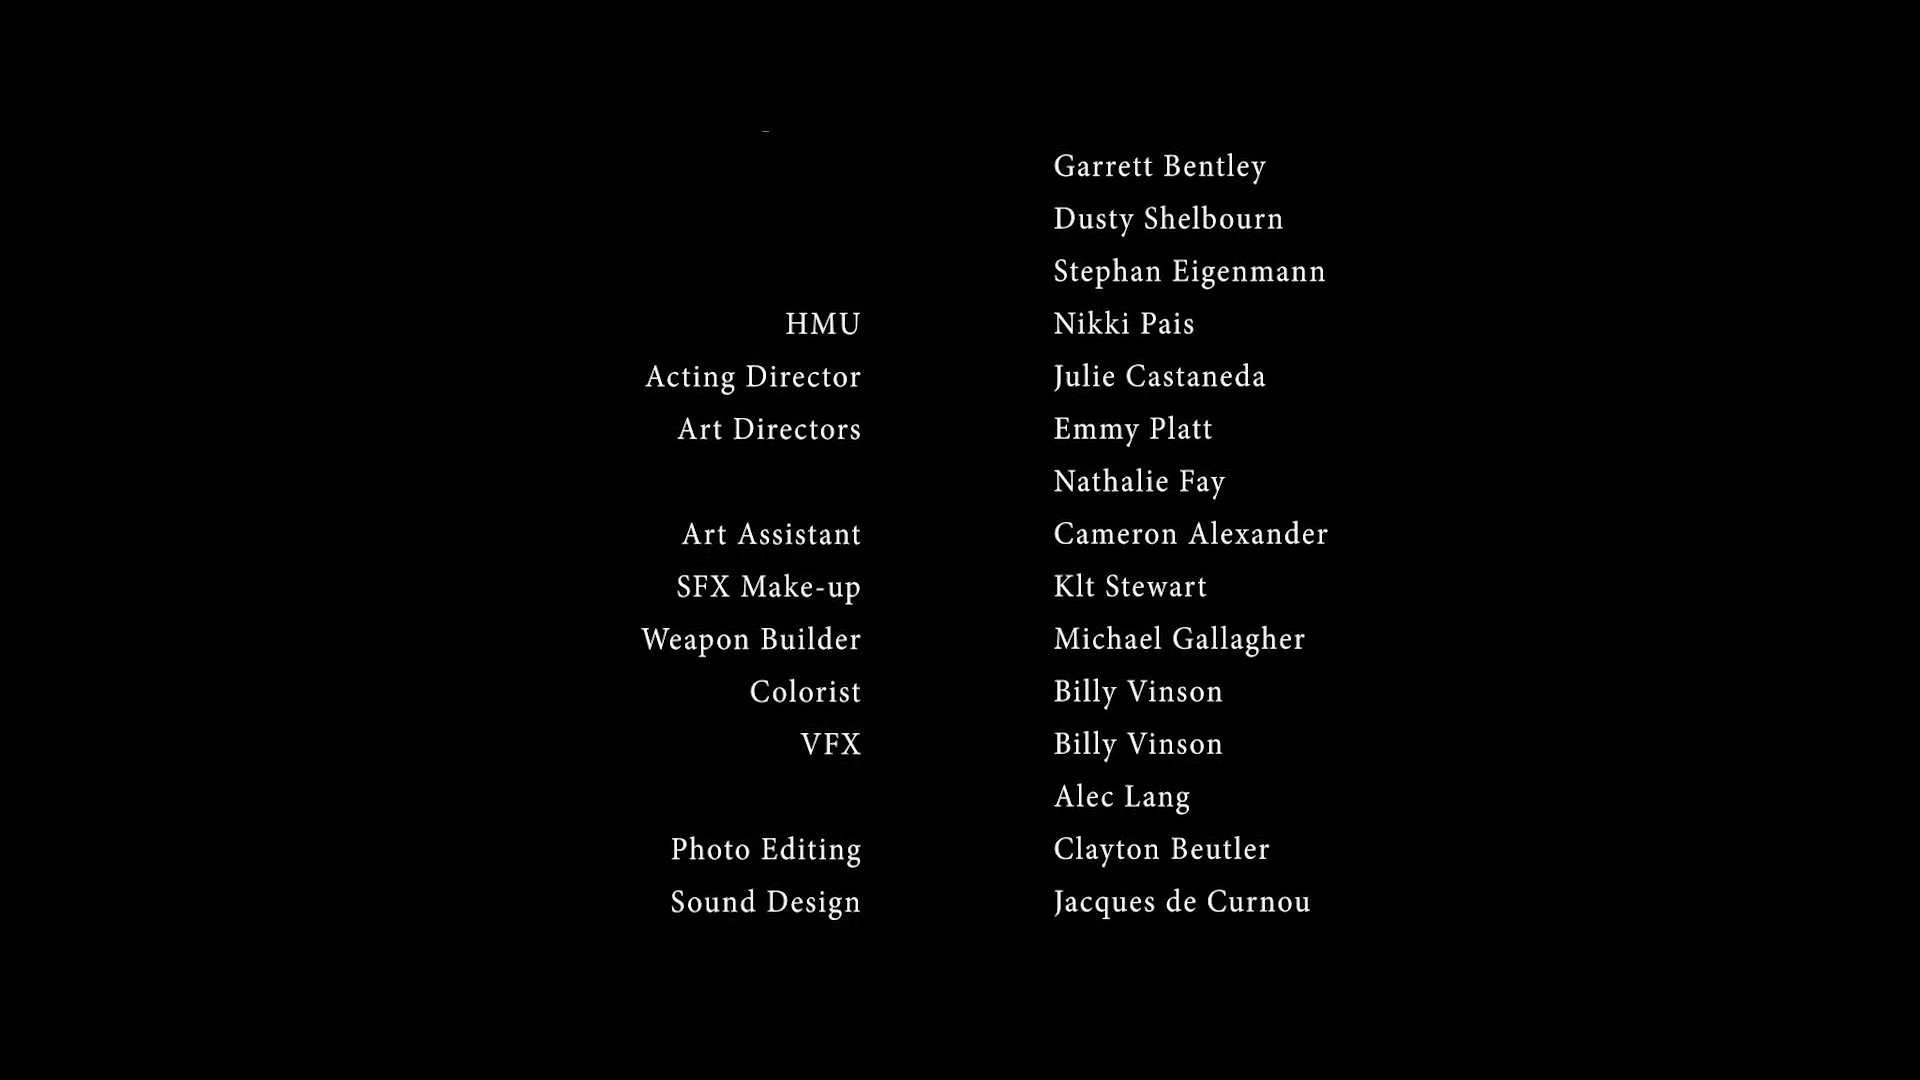 Garrett Bentley
Dusty Shelbourn
Stephan Eigenmann
HMU Nikki Pais
Acting Director Julie Castaneda
Art Directors Emmy Platt
Nathalie Fay
Art Assistant Cameron Alexander
SFX Make-up Klt Stewart
Weapon Builder Michael Gallagher
Colorist Billy Vinson
VFX Billy Vinson
Alec Lang
Photo Editing Clayton Beutler
Sound Design Jacques de Curnou